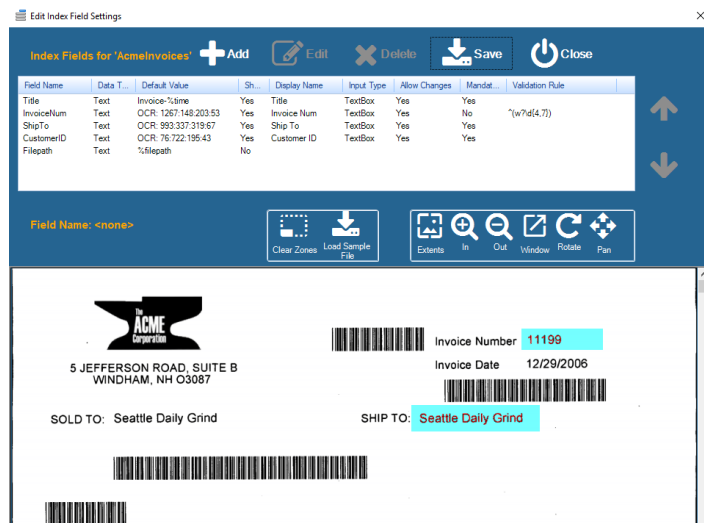 Edit Index Field Settings
Index Fields for 'AcmeInvoices' Add Edit Delete Save Close
Field Name Data T... Default Value Sh... Display Name Input Type Allow Changes Mandat... Validation Rule
Title Text Invoice-%time Yes Title TextBox Yes Yes
InvoiceNum Text OCR: 1267:148:203:53 Yes Invoice Num TextBox Yes No ^(w?\d{4,7})
ShipTo Text OCR: 993:337:319:67 Yes Ship To TextBox Yes Yes
CustomerID Text OCR: 76:722:195:43 Yes Customer ID TextBox Yes Yes
Filepath Text %filepath No
Field Name: <none>
Clear Zones Load Sample File
Extents In Out Window Rotate Pan
The
ACME
Corporation
Invoice Number 11199
5 JEFFERSON ROAD, SUITE B
Invoice Date 12/29/2006
WINDHAM, NH O3087
SOLD TO: Seattle Daily Grind SHIP TO: Seattle Daily Grind